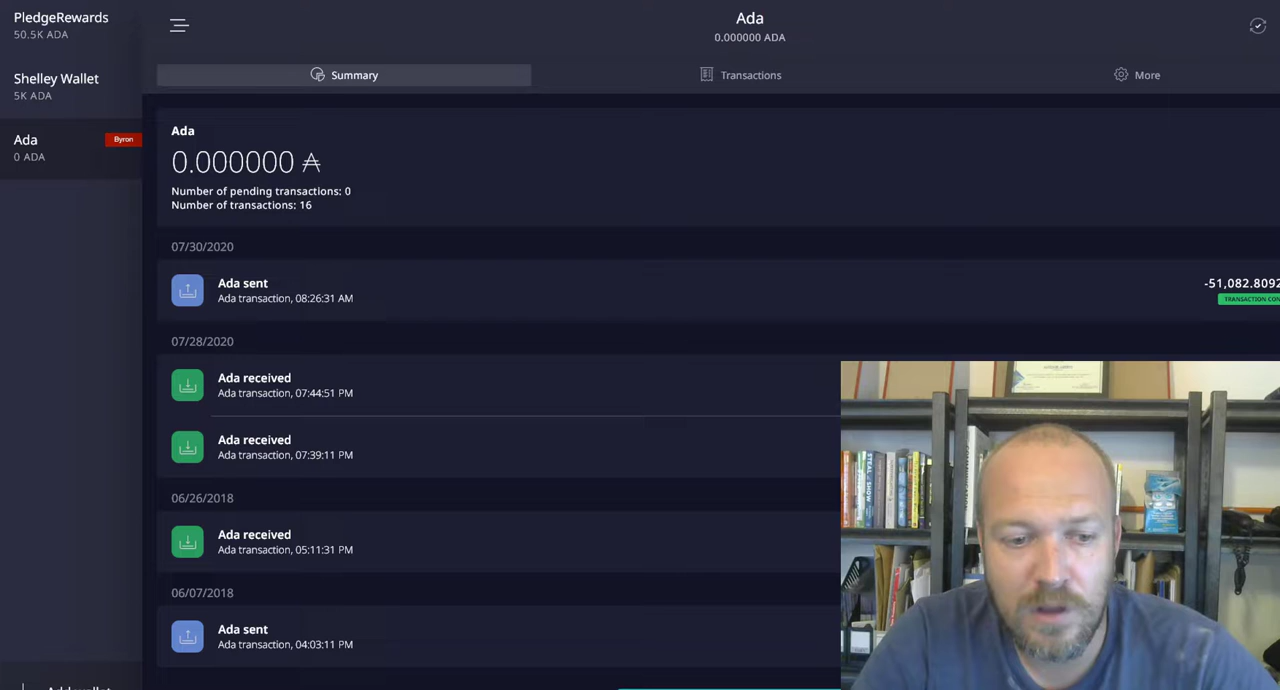 PledgeRewards
50.5K ADA
Shelley Wallet
5K ADA
Ada
Byron
0 ADA
Ada
0.000000 ADA
Summary
Transactions
More
Ada
0.000000 ₳
Number of pending transactions: 0
Number of transactions: 16
07/30/2020
Ada sent
Ada transaction, 08:26:31 AM
-51,082.8092
TRANSACTION CON
07/28/2020
Ada received
Ada transaction, 07:44:51 PM
Ada received
Ada transaction, 07:39:11 PM
06/26/2018
Ada received
Ada transaction, 05:11:31 PM
06/07/2018
Ada sent
Ada transaction, 04:03:11 PM
Add wallet